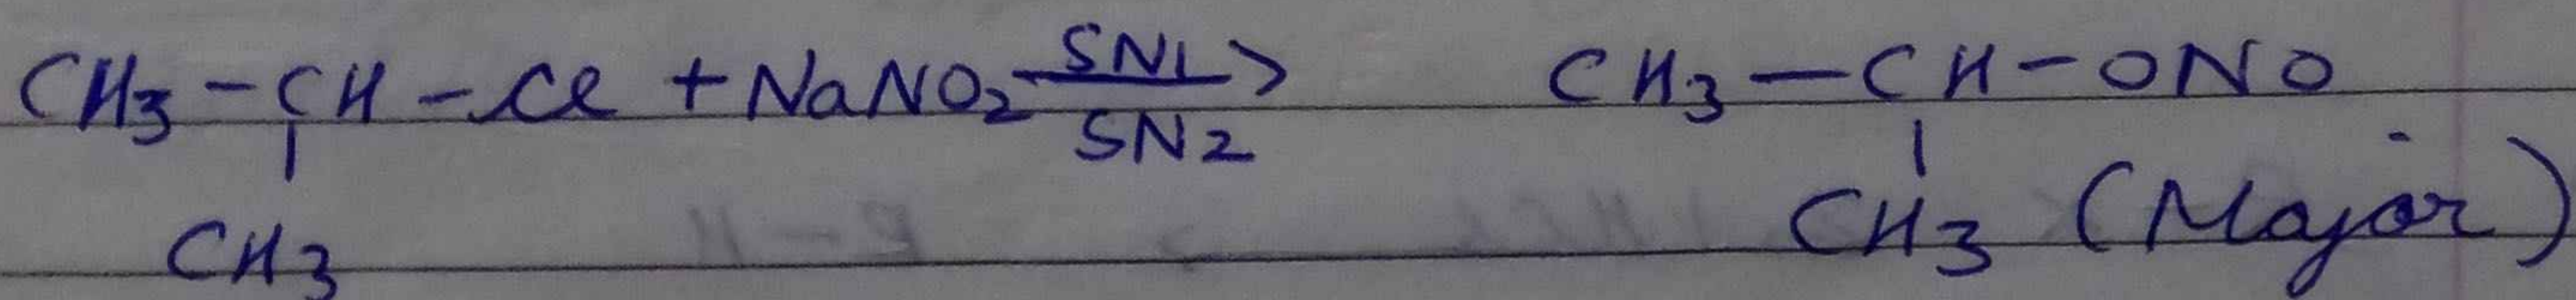 CH3-CH-Cl + NaNO2 SN1 SN2 > CH3-CH-ONO
CH3 CH3 (Major)